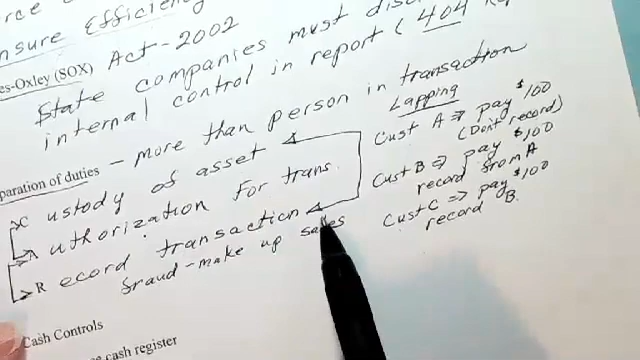 ensure Efficiency
es-Oxley (SOX) Act-2002
State companies must disc
internal control in report (404 Rep
paration of duties - more than person in transaction
Custody of asset
Authorization for trans.
Record transaction
fraud - make up sales
Lapping
Cust A => pay $100
(Don't record)
Cust B => pay $100
record from A
Cust C => pay $100
record B.
Cash Controls
e cash register